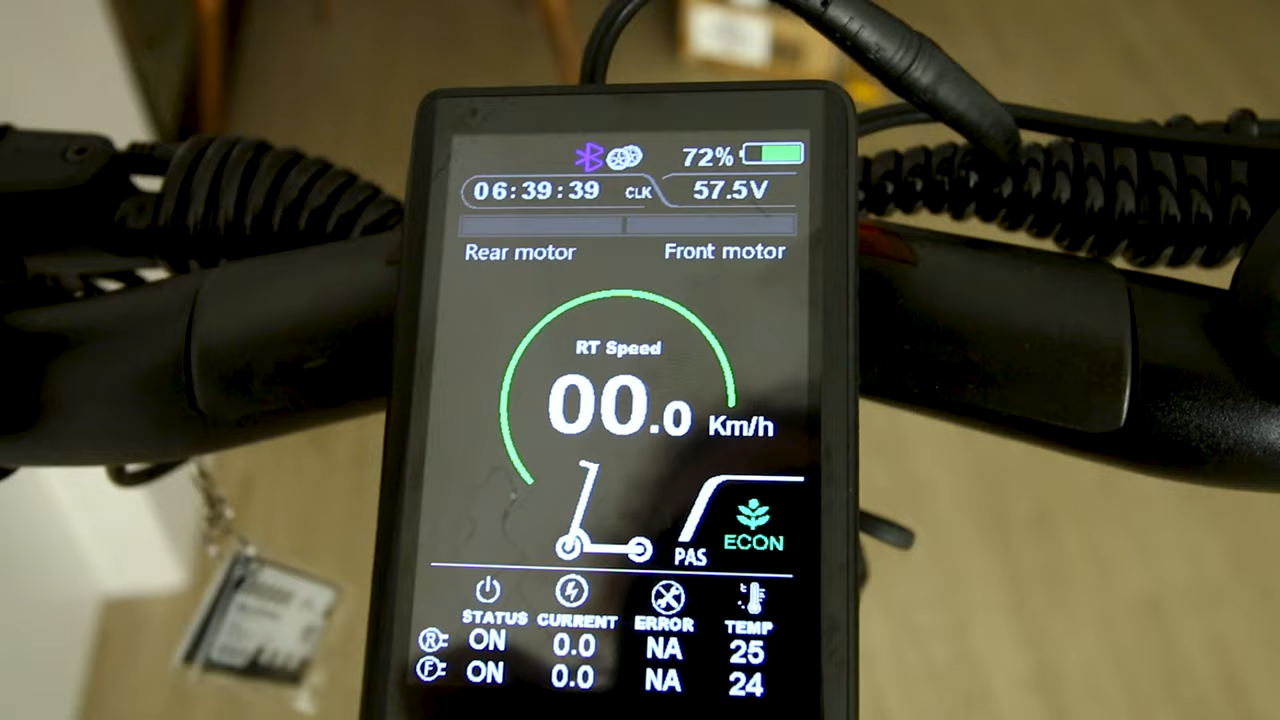 72%
06:39:39 CLK 57.5V
Rear motor Front motor
RT Speed
00.0 Km/h
PAS ECON
STATUS CURRENT ERROR TEMP
R ON 0.0 NA 25
F ON 0.0 NA 24